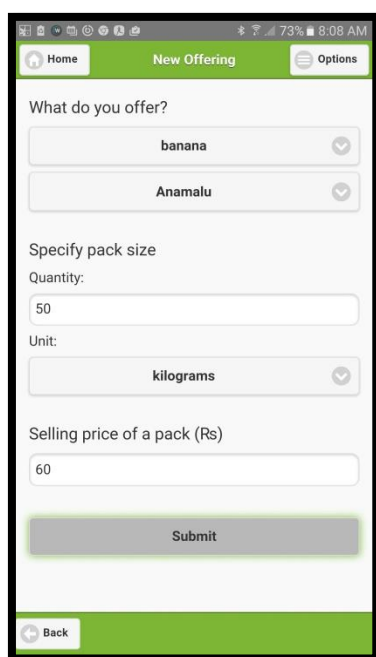 73% 8:08 AM
Home New Offering Options
What do you offer?
banana
Anamalu
Specify pack size
Quantity:
50
Unit:
kilograms
Selling price of a pack (Rs)
60
Submit
Back